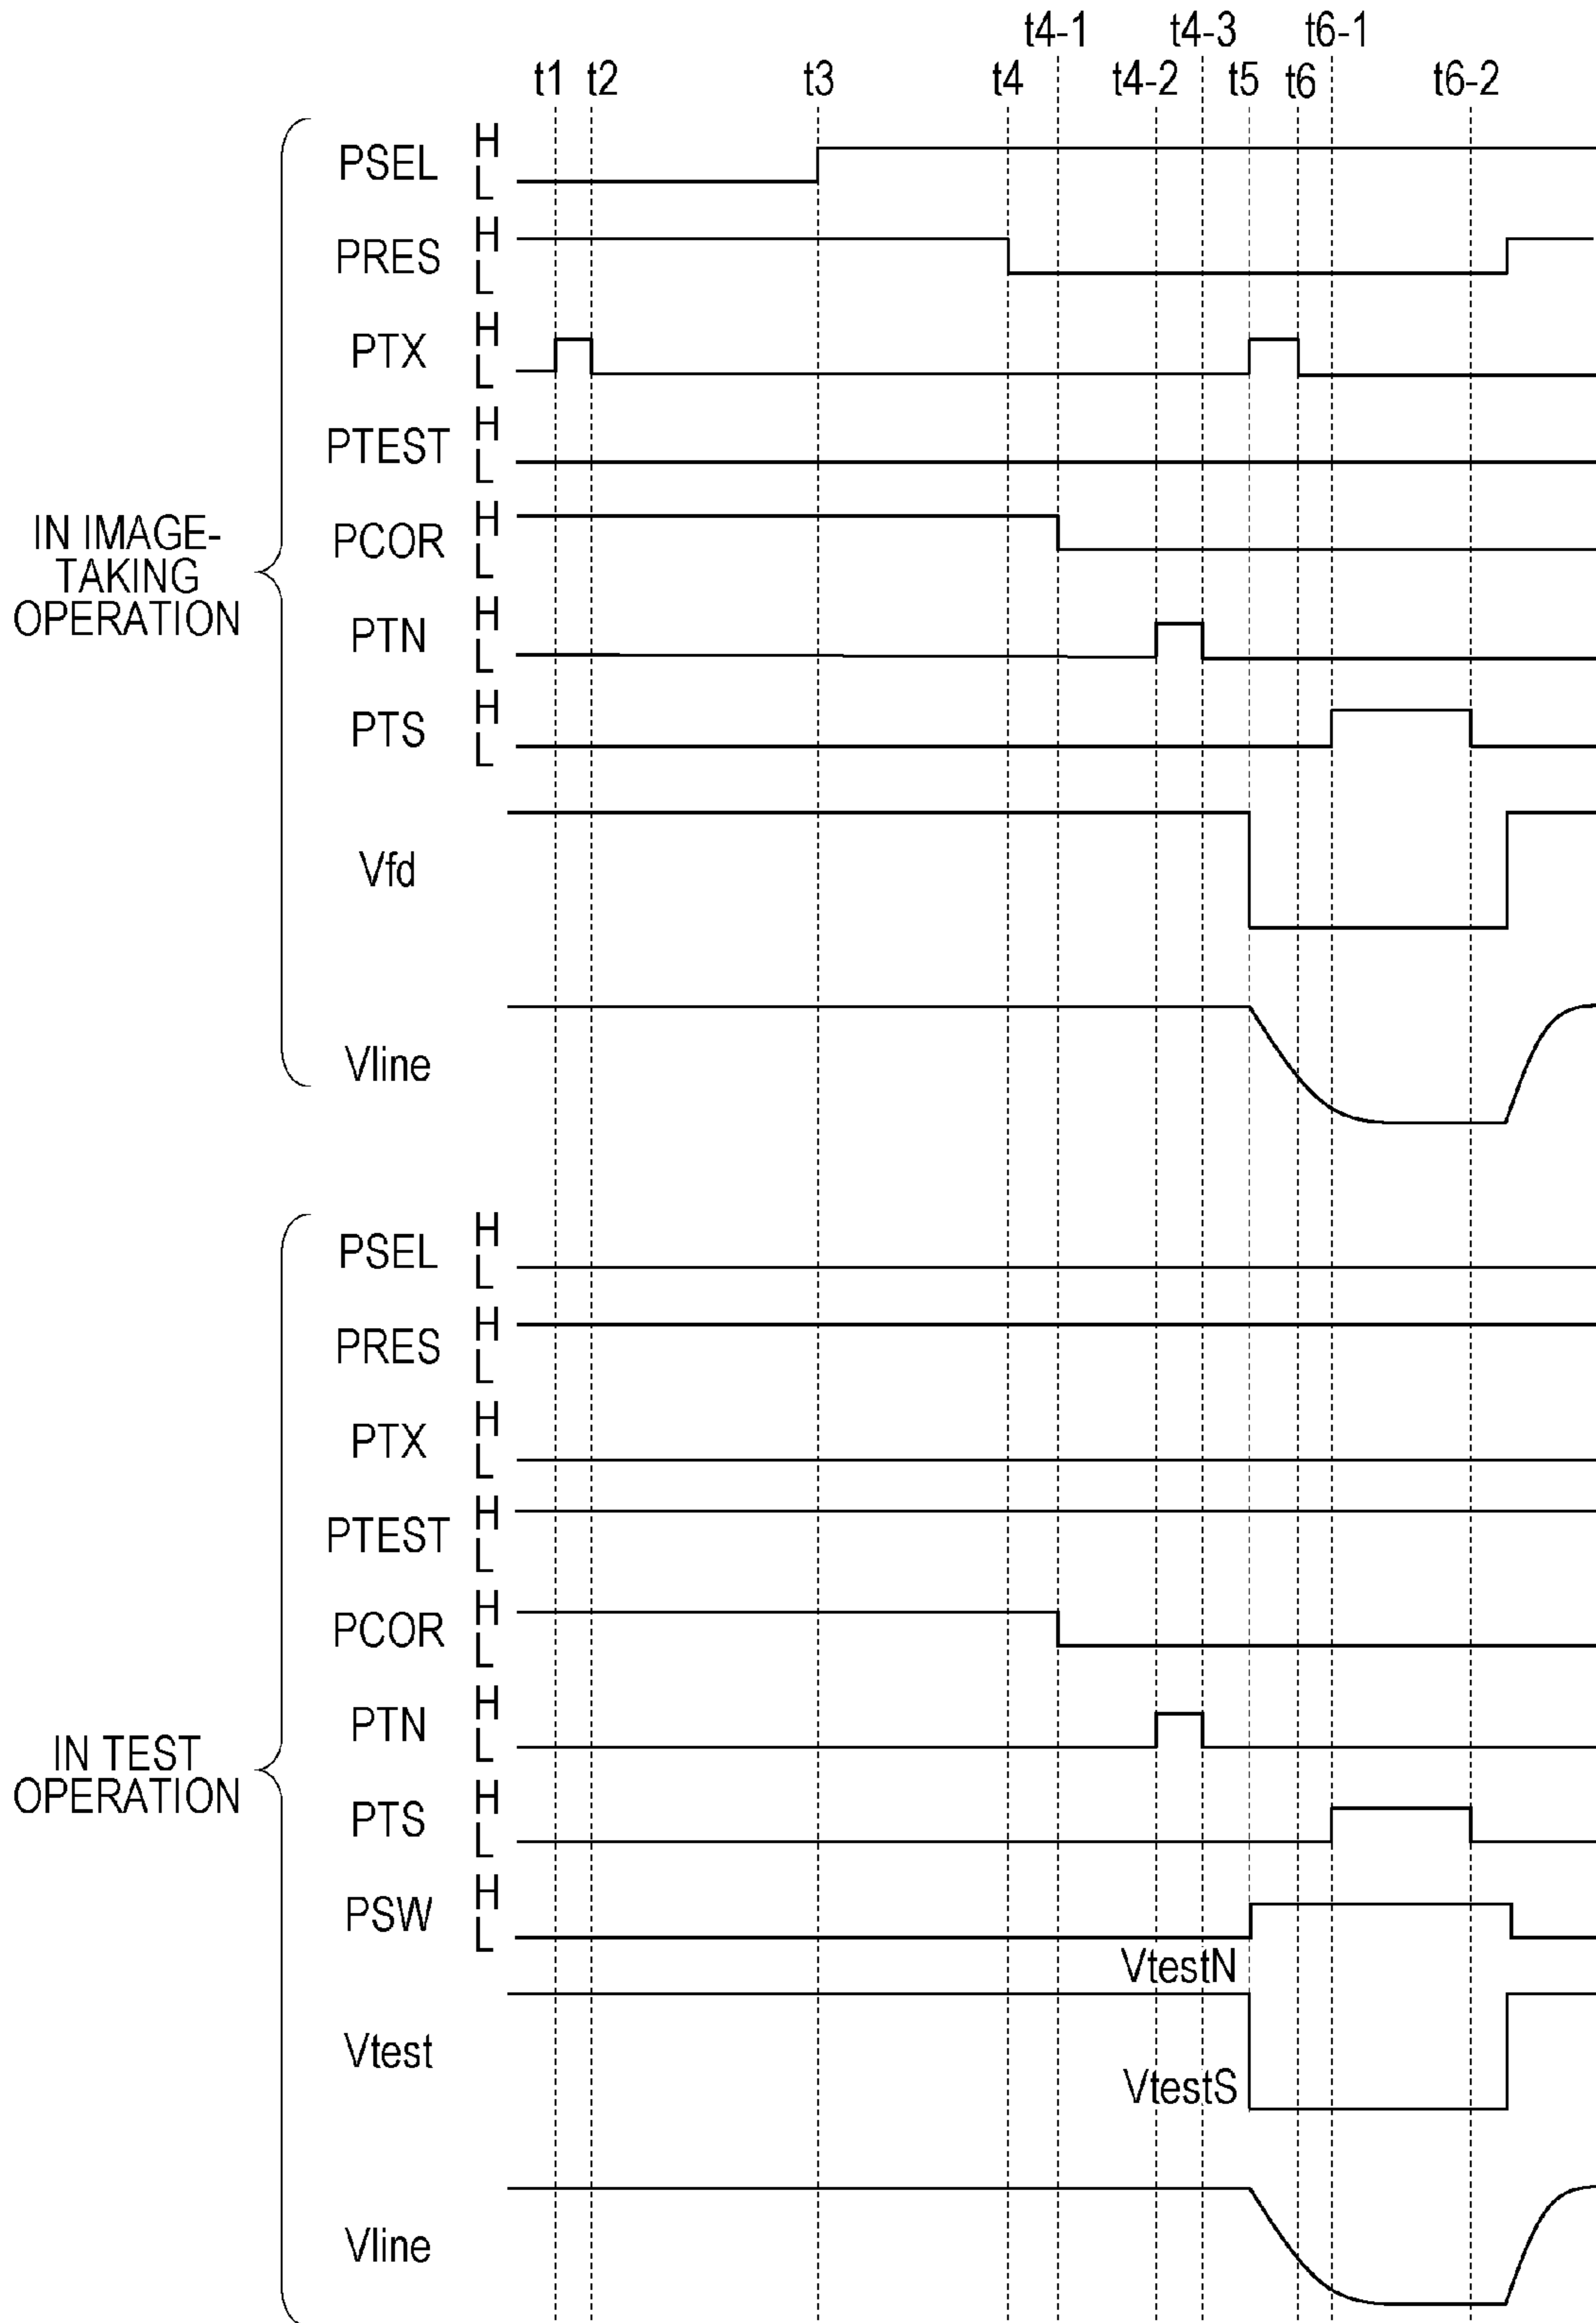 t4-1 t4-3 t6-1
t1 t2 t3 t4 t4-2 t5 t6 t6-2
IN IMAGE-
TAKING
OPERATION
PSEL H
L
PRES H
L
PTX H
L
PTEST H
L
PCOR H
L
PTN H
L
PTS H
L
Vfd
Vline
IN TEST
OPERATION
PSEL H
L
PRES H
L
PTX H
L
PTEST H
L
PCOR H
L
PTN H
L
PTS H
L
PSW H
L
VtestN
Vtest
VtestS
Vline